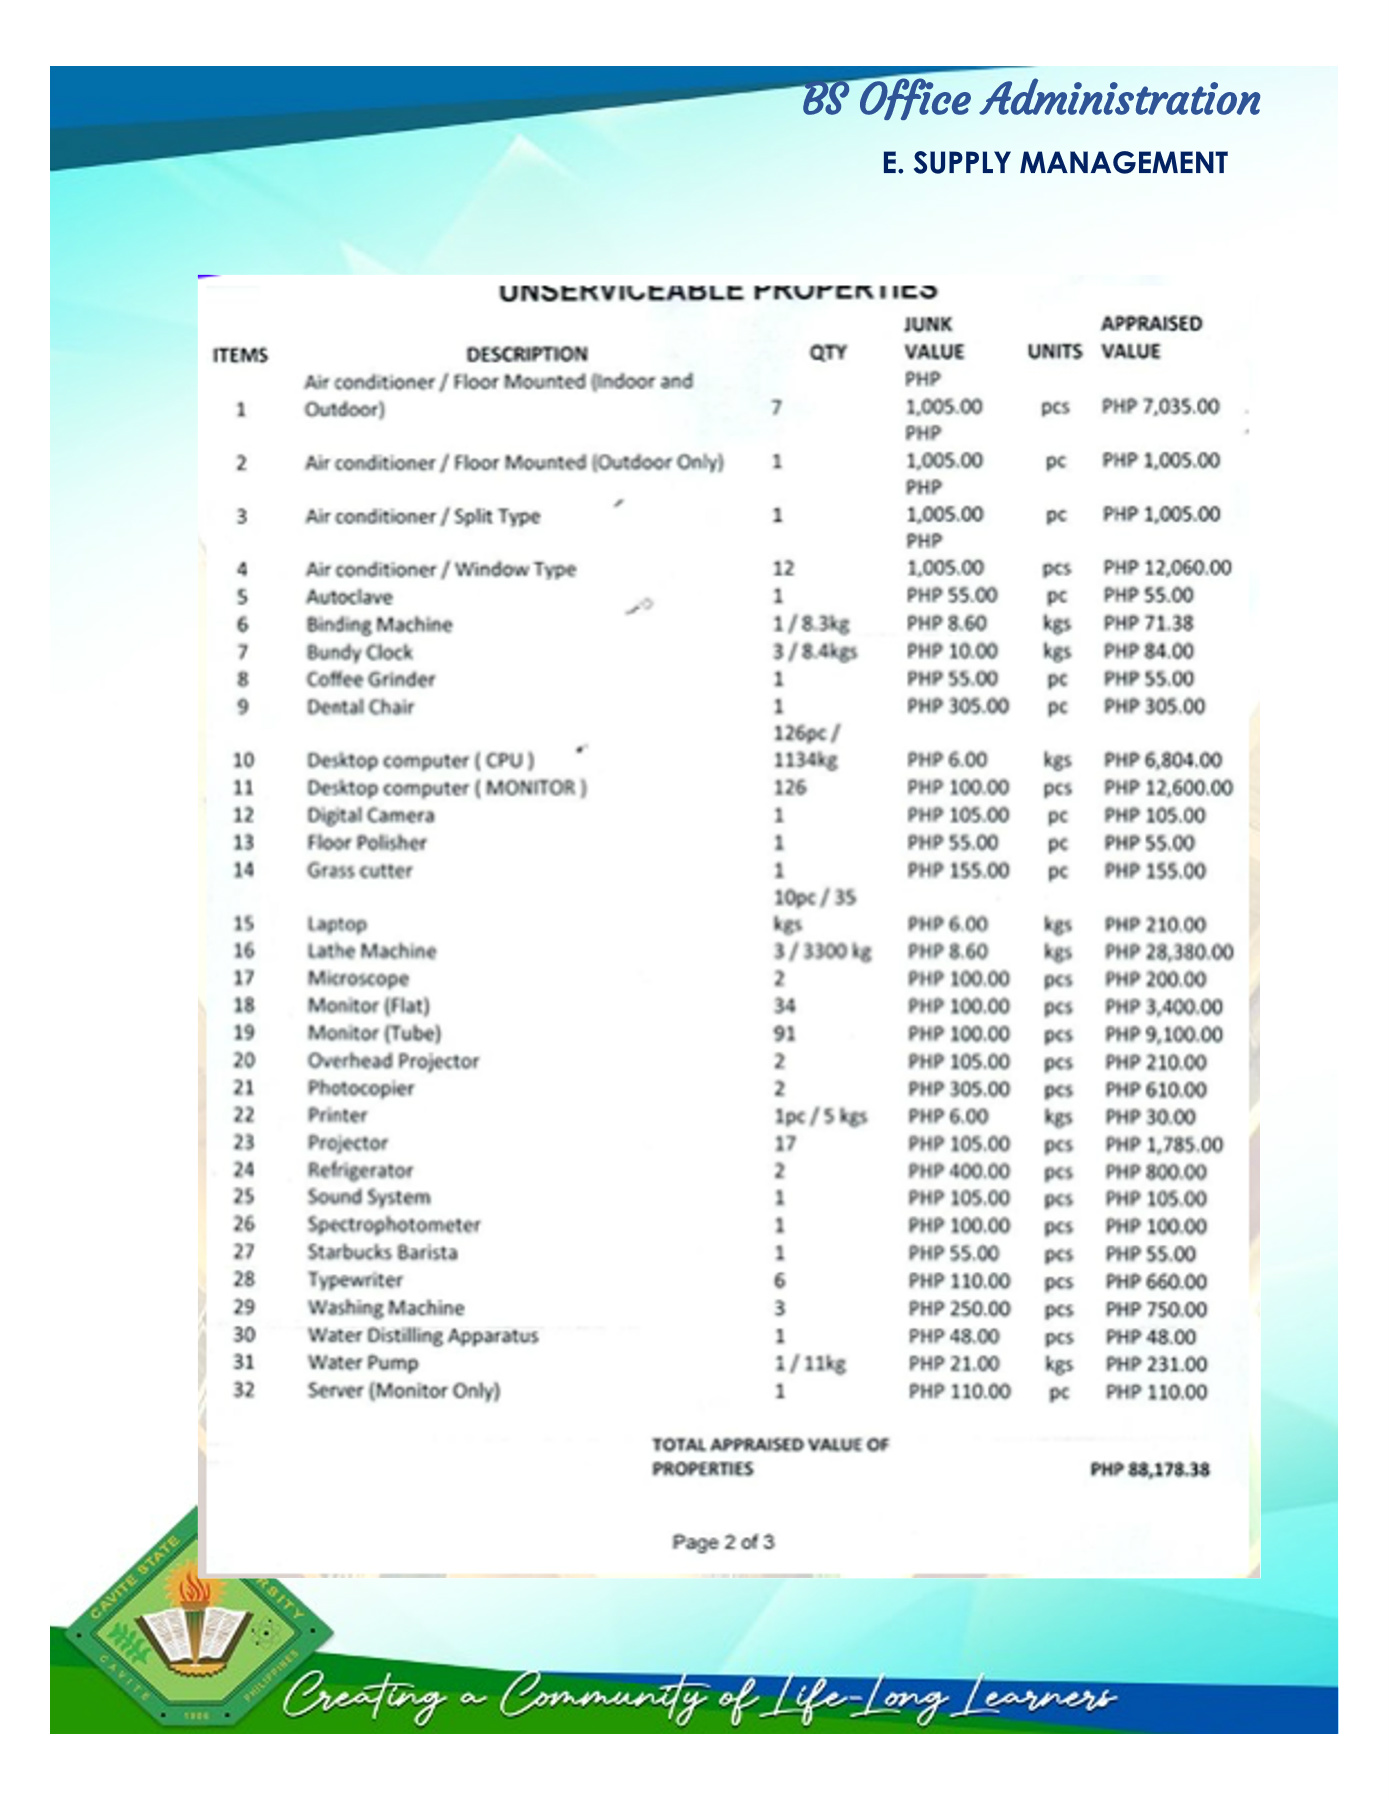 BS Office Administration
E. SUPPLY MANAGEMENT
UNSERVICEABLE PROPERTIES
ITEMS DESCRIPTION QTY JUNK VALUE UNITS APPRAISED VALUE
1 Air conditioner / Floor Mounted (Indoor and Outdoor) 7 PHP 1,005.00 pcs PHP 7,035.00
2 Air conditioner / Floor Mounted (Outdoor Only) 1 PHP 1,005.00 pc PHP 1,005.00
3 Air conditioner / Split Type 1 PHP 1,005.00 pc PHP 1,005.00
4 Air conditioner / Window Type 12 PHP 1,005.00 pcs PHP 12,060.00
5 Autoclave 1 PHP 55.00 pc PHP 55.00
6 Binding Machine 1 / 8.3kg PHP 8.60 kgs PHP 71.38
7 Bundy Clock 3 / 8.4kgs PHP 10.00 kgs PHP 84.00
8 Coffee Grinder 1 PHP 55.00 pc PHP 55.00
9 Dental Chair 1 PHP 305.00 pc PHP 305.00
10 Desktop computer ( CPU ) 126pc / 1134kg PHP 6.00 kgs PHP 6,804.00
11 Desktop computer ( MONITOR ) 126 PHP 100.00 pcs PHP 12,600.00
12 Digital Camera 1 PHP 105.00 pc PHP 105.00
13 Floor Polisher 1 PHP 55.00 pc PHP 55.00
14 Grass cutter 1 PHP 155.00 pc PHP 155.00
15 Laptop 10pc / 35 kgs PHP 6.00 kgs PHP 210.00
16 Lathe Machine 3 / 3300 kg PHP 8.60 kgs PHP 28,380.00
17 Microscope 2 PHP 100.00 pcs PHP 200.00
18 Monitor (Flat) 34 PHP 100.00 pcs PHP 3,400.00
19 Monitor (Tube) 91 PHP 100.00 pcs PHP 9,100.00
20 Overhead Projector 2 PHP 105.00 pcs PHP 210.00
21 Photocopier 2 PHP 305.00 pcs PHP 610.00
22 Printer 1pc / 5 kgs PHP 6.00 kgs PHP 30.00
23 Projector 17 PHP 105.00 pcs PHP 1,785.00
24 Refrigerator 2 PHP 400.00 pcs PHP 800.00
25 Sound System 1 PHP 105.00 pcs PHP 105.00
26 Spectrophotometer 1 PHP 100.00 pcs PHP 100.00
27 Starbucks Barista 1 PHP 55.00 pcs PHP 55.00
28 Typewriter 6 PHP 110.00 pcs PHP 660.00
29 Washing Machine 3 PHP 250.00 pcs PHP 750.00
30 Water Distilling Apparatus 1 PHP 48.00 pcs PHP 48.00
31 Water Pump 1 / 11kg PHP 21.00 kgs PHP 231.00
32 Server (Monitor Only) 1 PHP 110.00 pc PHP 110.00
TOTAL APPRAISED VALUE OF
PROPERTIES PHP 88,178.38
Page 2 of 3
CAVITE STATE
CAVITE
1906
PHILIPPINES
Creating a Community of Life-Long Learners